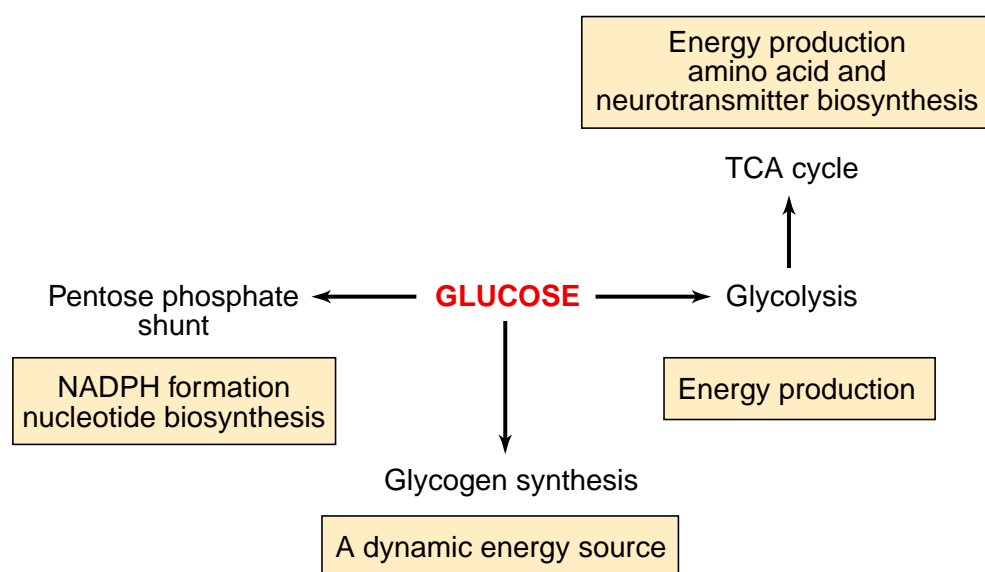 Energy production
amino acid and
neurotransmitter biosynthesis
TCA cycle
Pentose phosphate
shunt
GLUCOSE
Glycolysis
NADPH formation
nucleotide biosynthesis
Energy production
Glycogen synthesis
A dynamic energy source